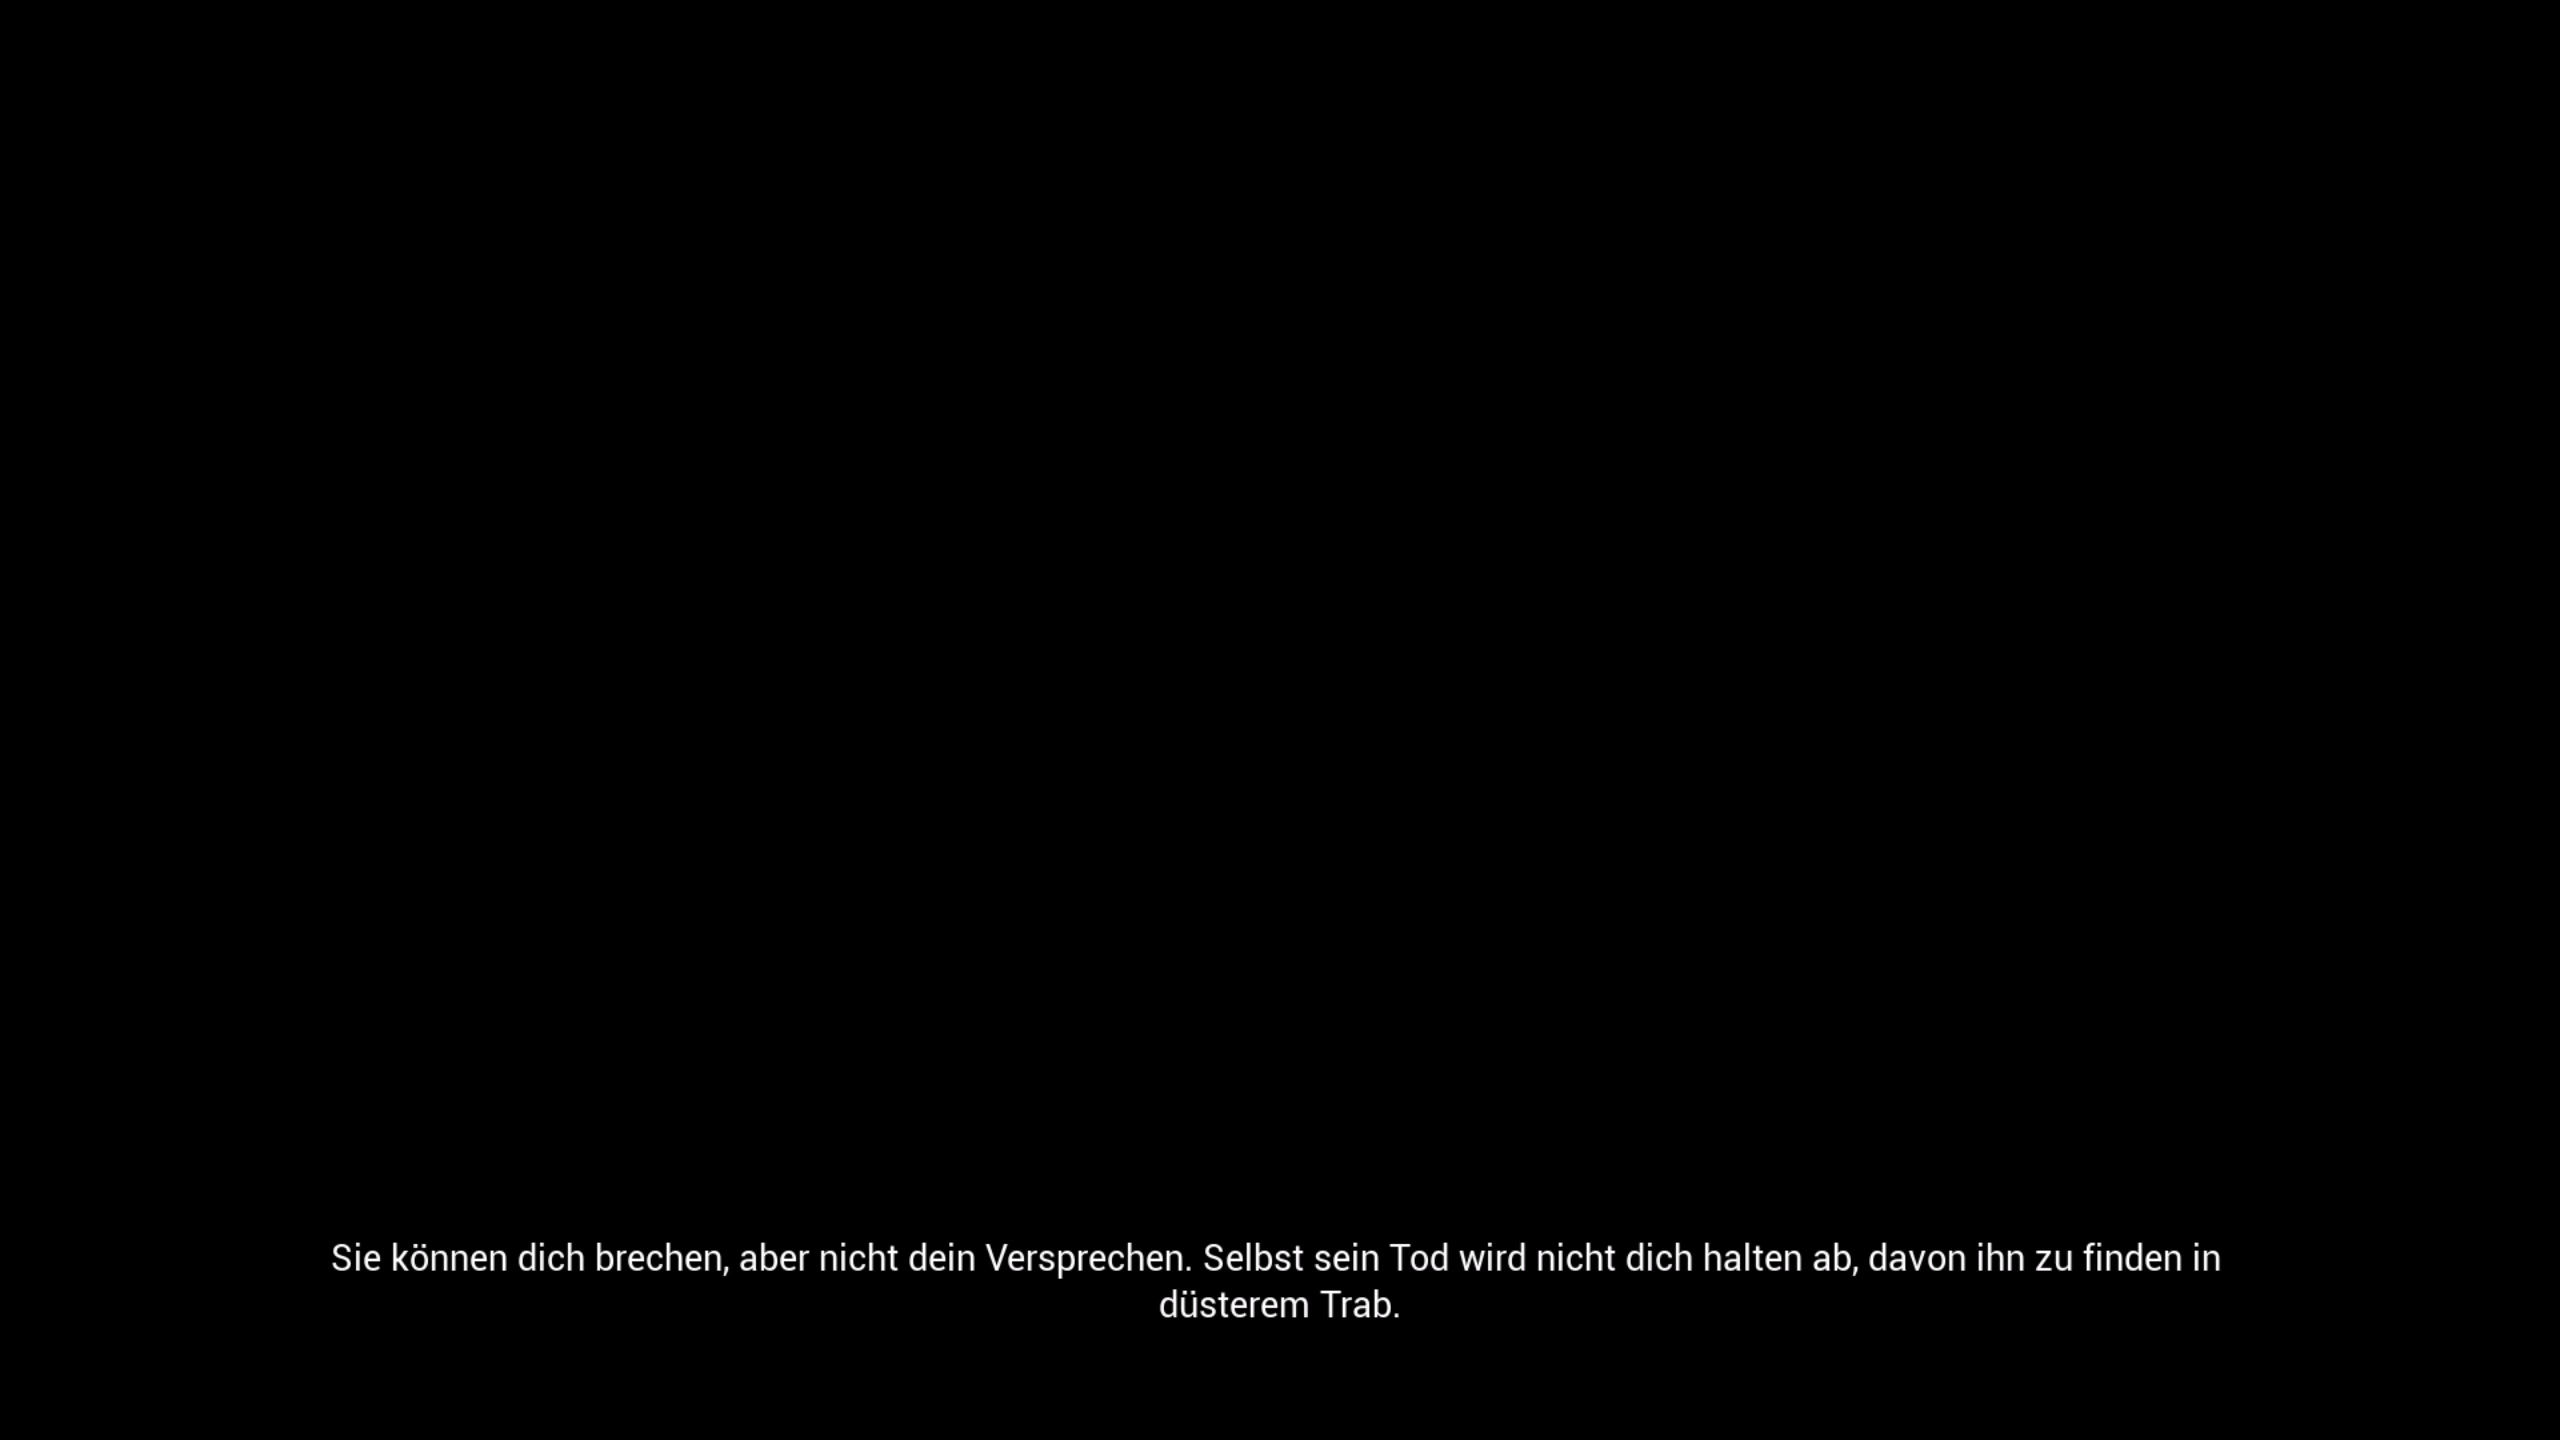 Sie können dich brechen, aber nicht dein Versprechen. Selbst sein Tod wird nicht dich halten ab, davon ihn zu finden in
düsterem Trab.